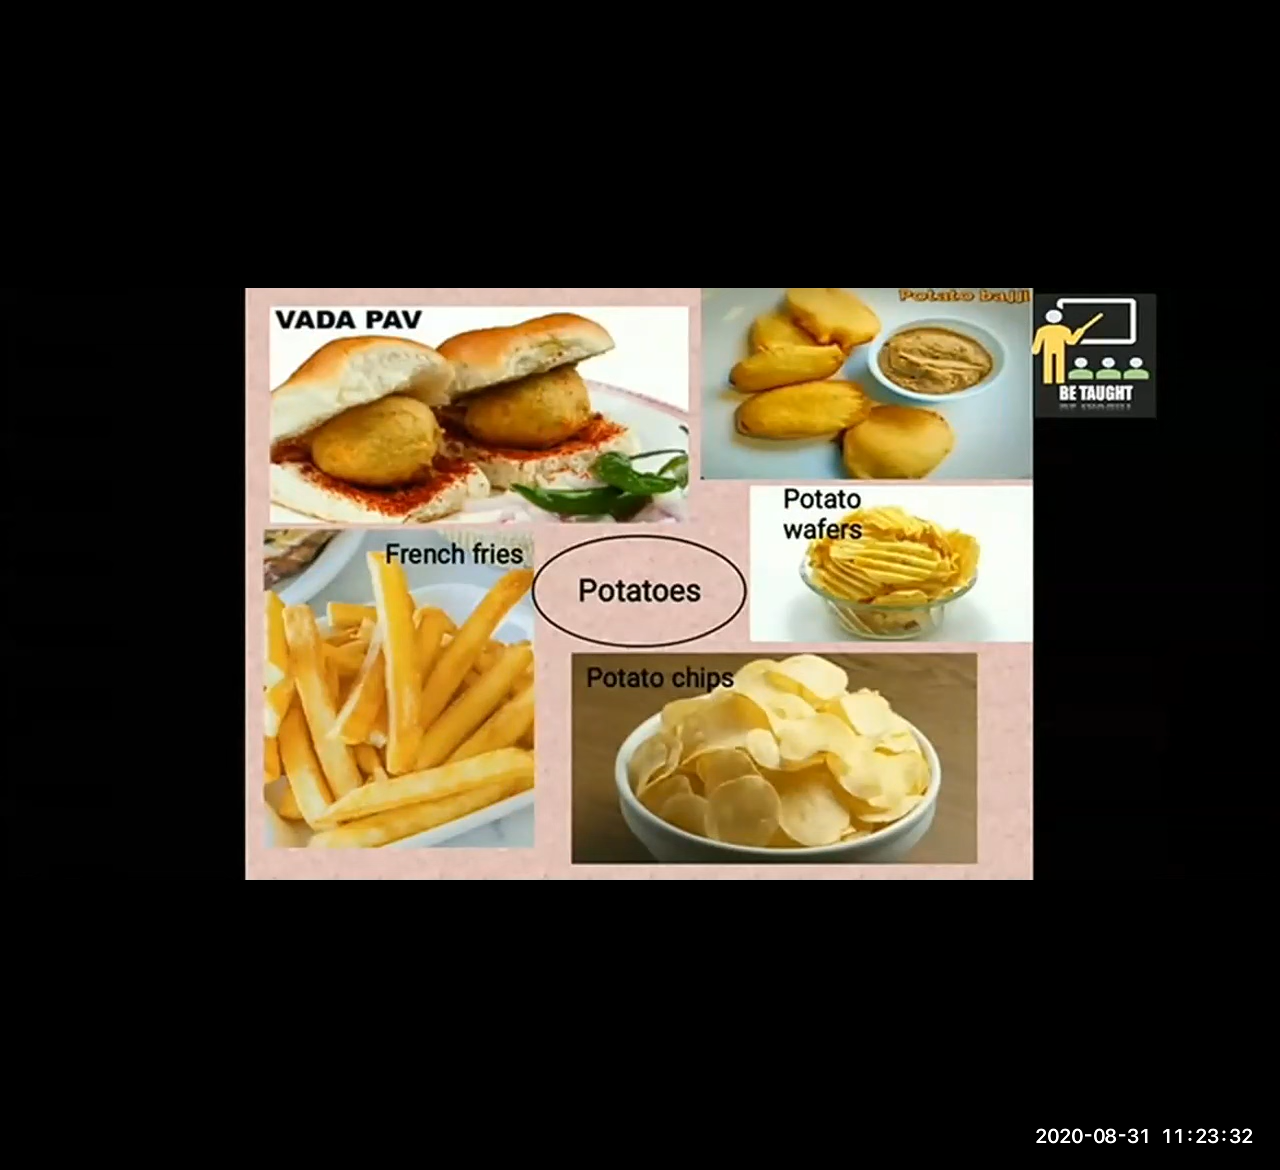 VADA PAV
Potato bajji
BE TAUGHT
Potato
wafers
French fries
Potatoes
Potato chips
2020-08-31 11:23:32